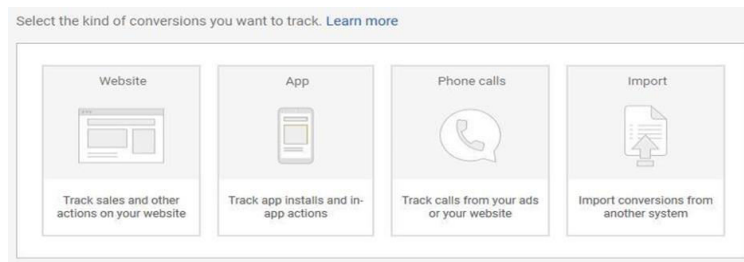 Select the kind of conversions you want to track. Learn more
Website
App
Phone calls
Import
Track sales and other
actions on your website
Track app installs and in-
app actions
Track calls from your ads
or your website
Import conversions from
another system